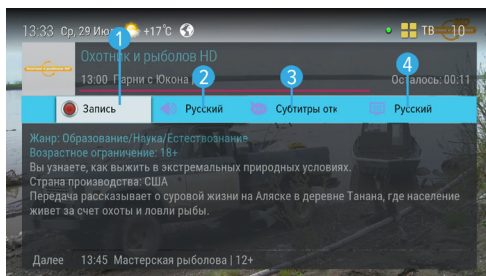 13:33 Ср, 29 Июн +17°C ТВ 10
1
Охотник и рыболов HD
13:00 Парни с Юкона
Осталось: 00:11
2
3
4
Запись Русский Субтитры отк Русский
Жанр: Образование/Наука/Естествознание
Возрастное ограничение: 18+
Вы узнаете, как выжить в экстремальных природных условиях.
Страна производства: США
Передача рассказывает о суровой жизни на Аляске в деревне Танана, где население
живет за счет охоты и ловли рыбы.
Далее 13:45 Мастерская рыболова | 12+